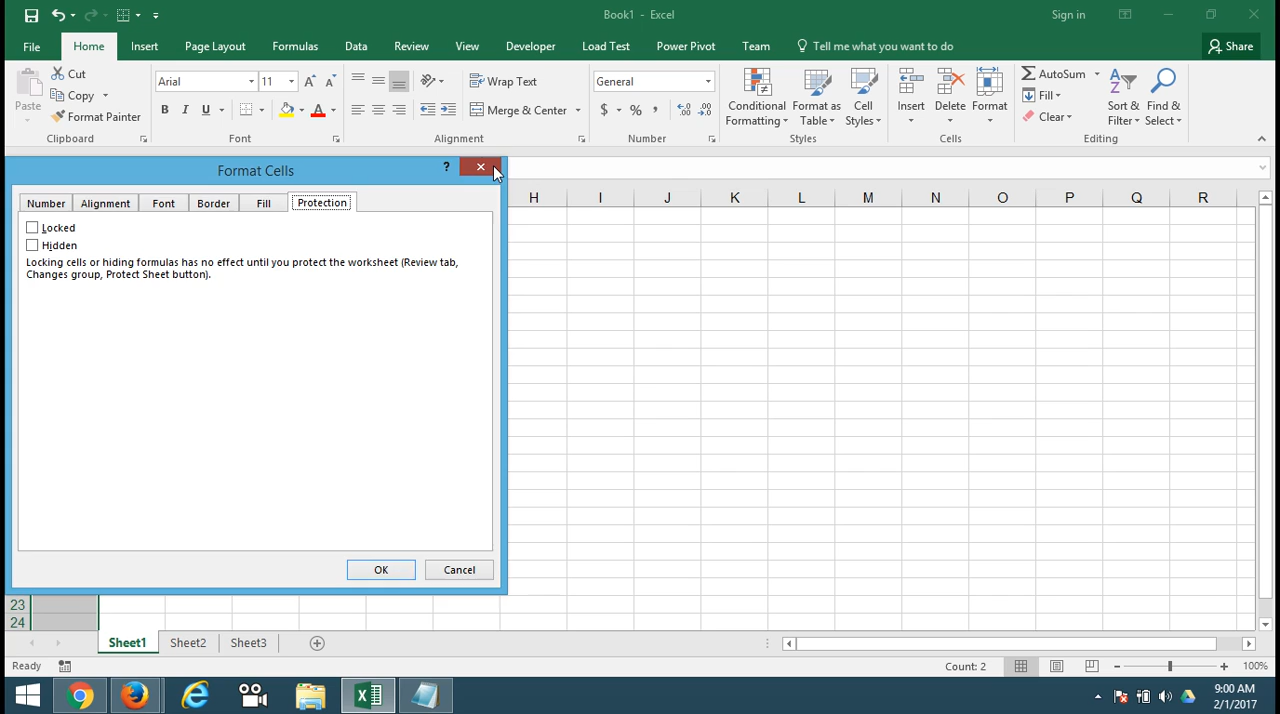 Book1 - Excel
Sign in
File Home Insert Page Layout Formulas Data Review View Developer Load Test Power Pivot Team Tell me what you want to do Share
Paste
Cut
Copy
Format Painter
Clipboard
Arial 11
B I U
Font
Wrap Text
Merge & Center
Alignment
General
$ % ,
Number
Conditional Formatting
Format as Table
Cell Styles
Styles
Insert Delete Format
Cells
AutoSum
Fill
Clear
Sort & Filter
Find & Select
Editing
Format Cells
?
Number Alignment Font Border Fill Protection
Locked
Hidden
Locking cells or hiding formulas has no effect until you protect the worksheet (Review tab,
Changes group, Protect Sheet button).
OK Cancel
H I J K L M N O P Q R
23
24
Sheet1 Sheet2 Sheet3
Ready
Count: 2
100%
9:00 AM
2/1/2017